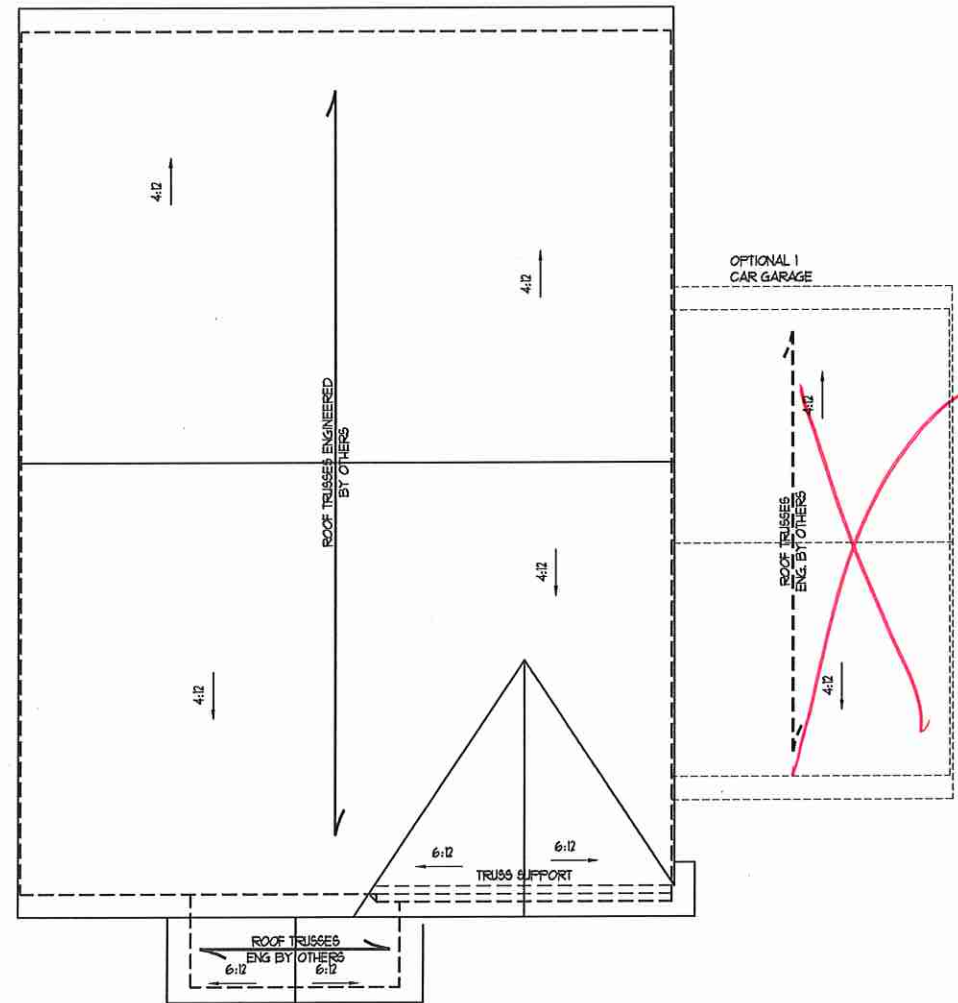 4:12
4:12
OPTIONAL 1
CAR GARAGE
4:12
ROOF TRUSSES ENGINEERED
BY OTHERS
ROOF TRUSSES
ENG. BY OTHERS
4:12
4:12
4:12
6:12
6:12
TRUSS SUPPORT
ROOF TRUSSES
ENG BY OTHERS
6:12
6:12